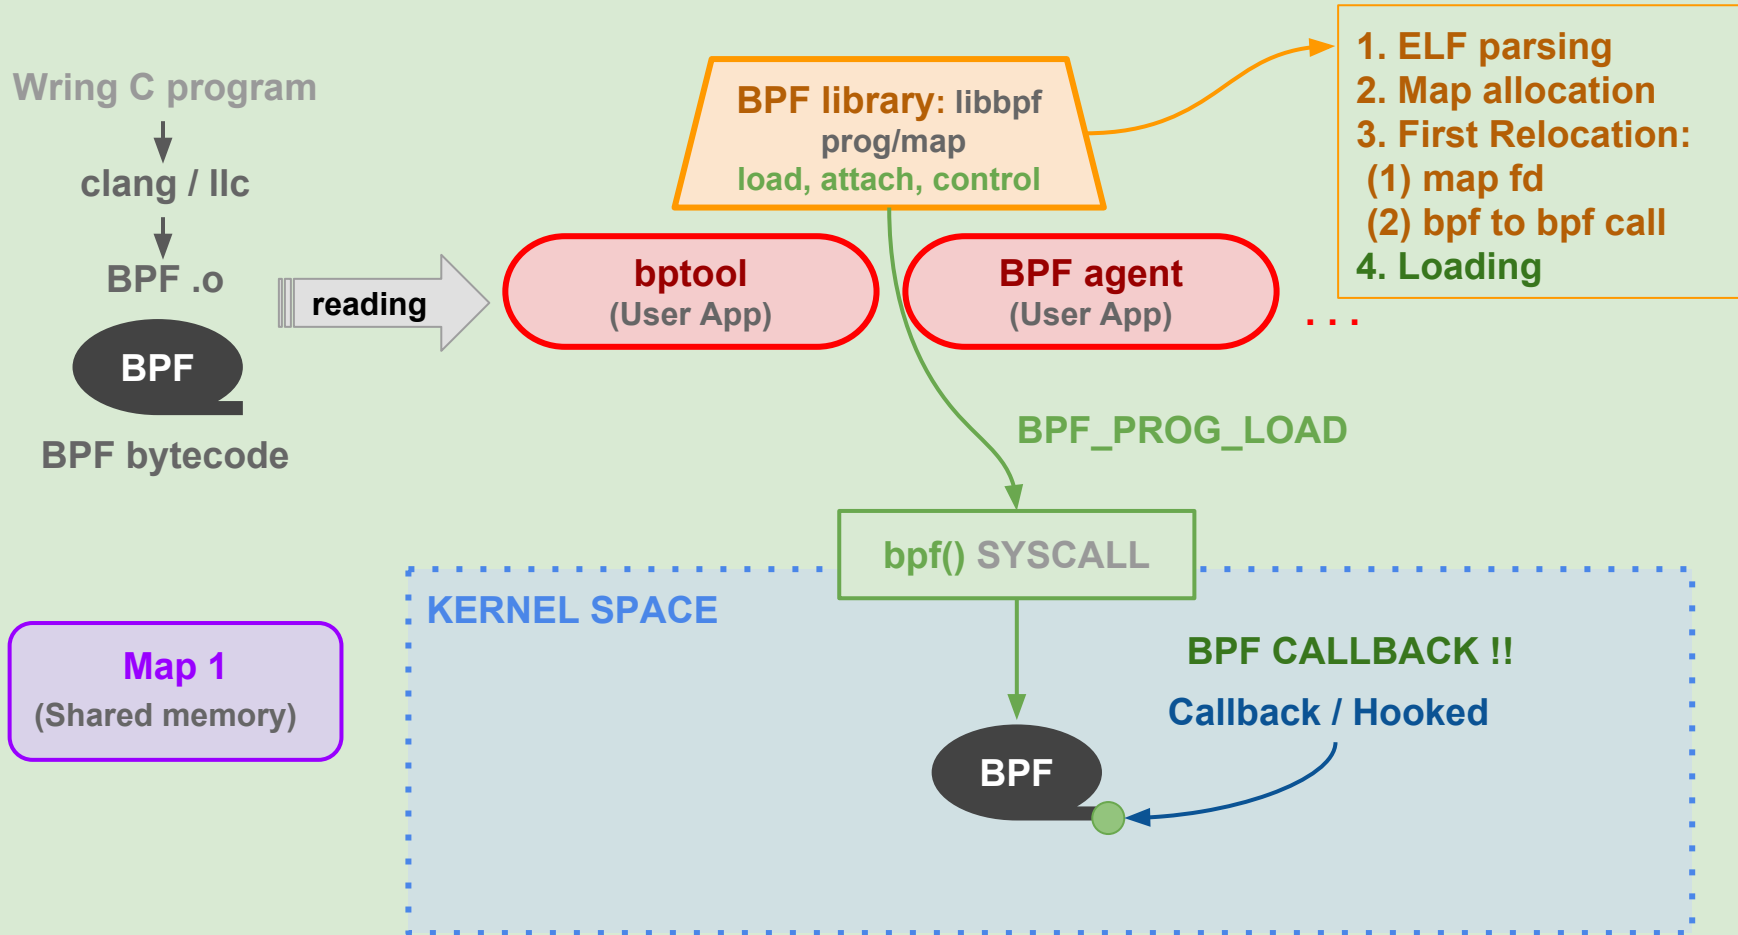 Wring C program
clang / llc
BPF .o
BPF
BPF bytecode
reading
BPF library: libbpf
prog/map
load, attach, control
bptool
(User App)
BPF agent
(User App)
. . .
1. ELF parsing
2. Map allocation
3. First Relocation:
(1) map fd
(2) bpf to bpf call
4. Loading
BPF_PROG_LOAD
bpf() SYSCALL
KERNEL SPACE
Map 1
(Shared memory)
BPF CALLBACK !!
Callback / Hooked
BPF